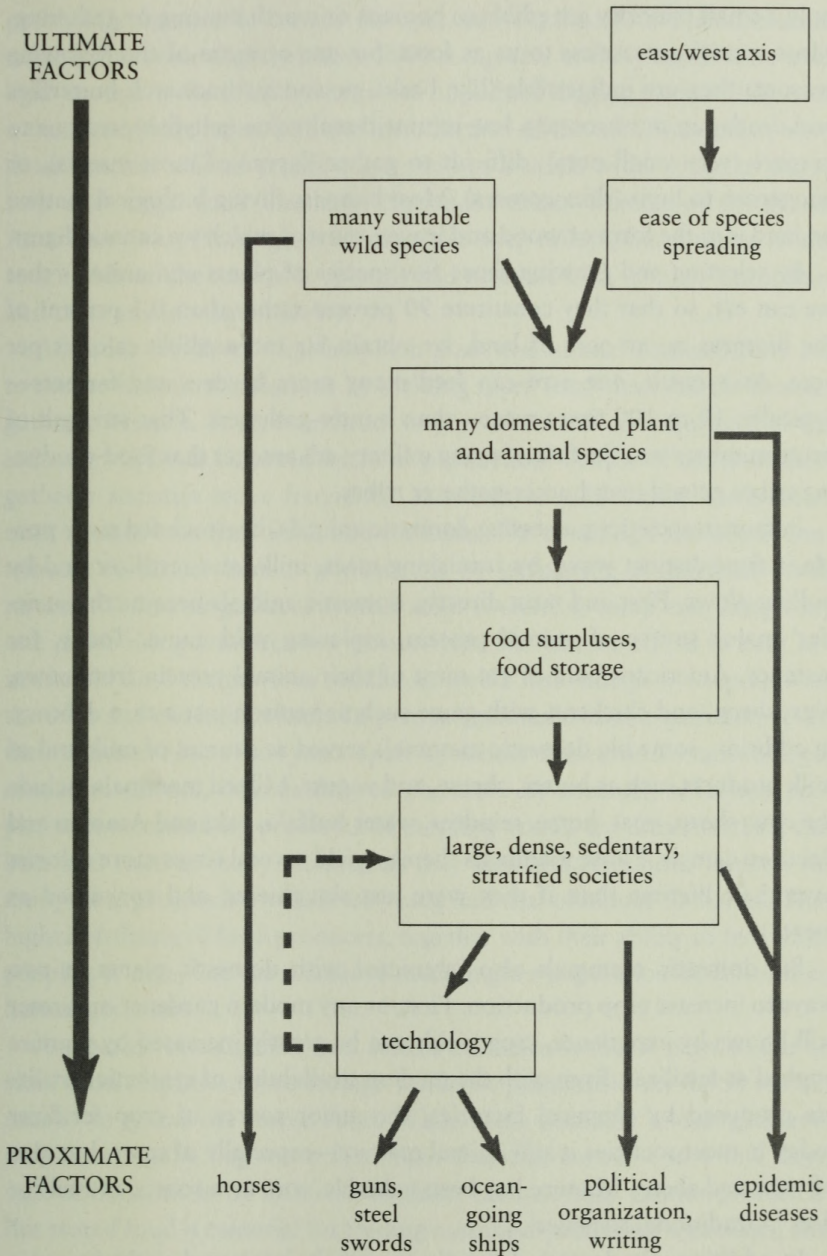 ULTIMATE
FACTORS
east/west axis
many suitable
wild species
ease of species
spreading
many domesticated plant
and animal species
food surpluses,
food storage
large, dense, sedentary,
stratified societies
technology
PROXIMATE
FACTORS
horses
guns,
steel
swords
ocean-
going
ships
political
organization,
writing
epidemic
diseases